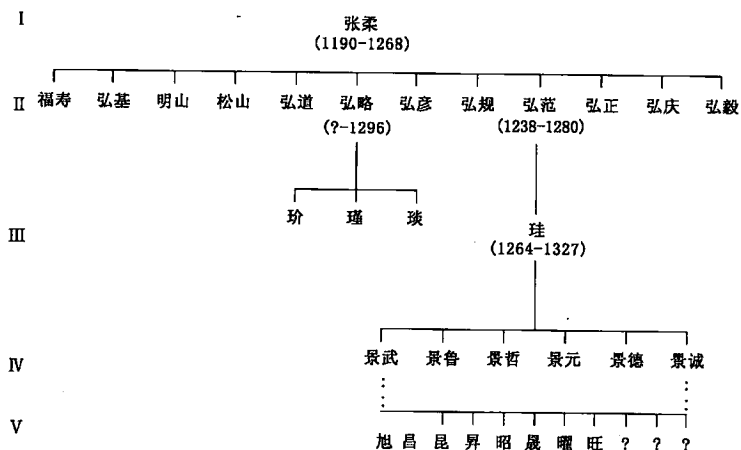 I 张柔
(1190-1268)
II 福寿 弘基 明山 松山 弘道 弘略 弘彦 弘规 弘范 弘正 弘庆 弘毅
(?-1296) (1238-1280)
玠 瑾 琰
III 珪
(1264-1327)
IV 景武 景鲁 景哲 景元 景德 景诚
V 旭 昌 昆 昇 昭 晟 曜 旺 ? ? ?